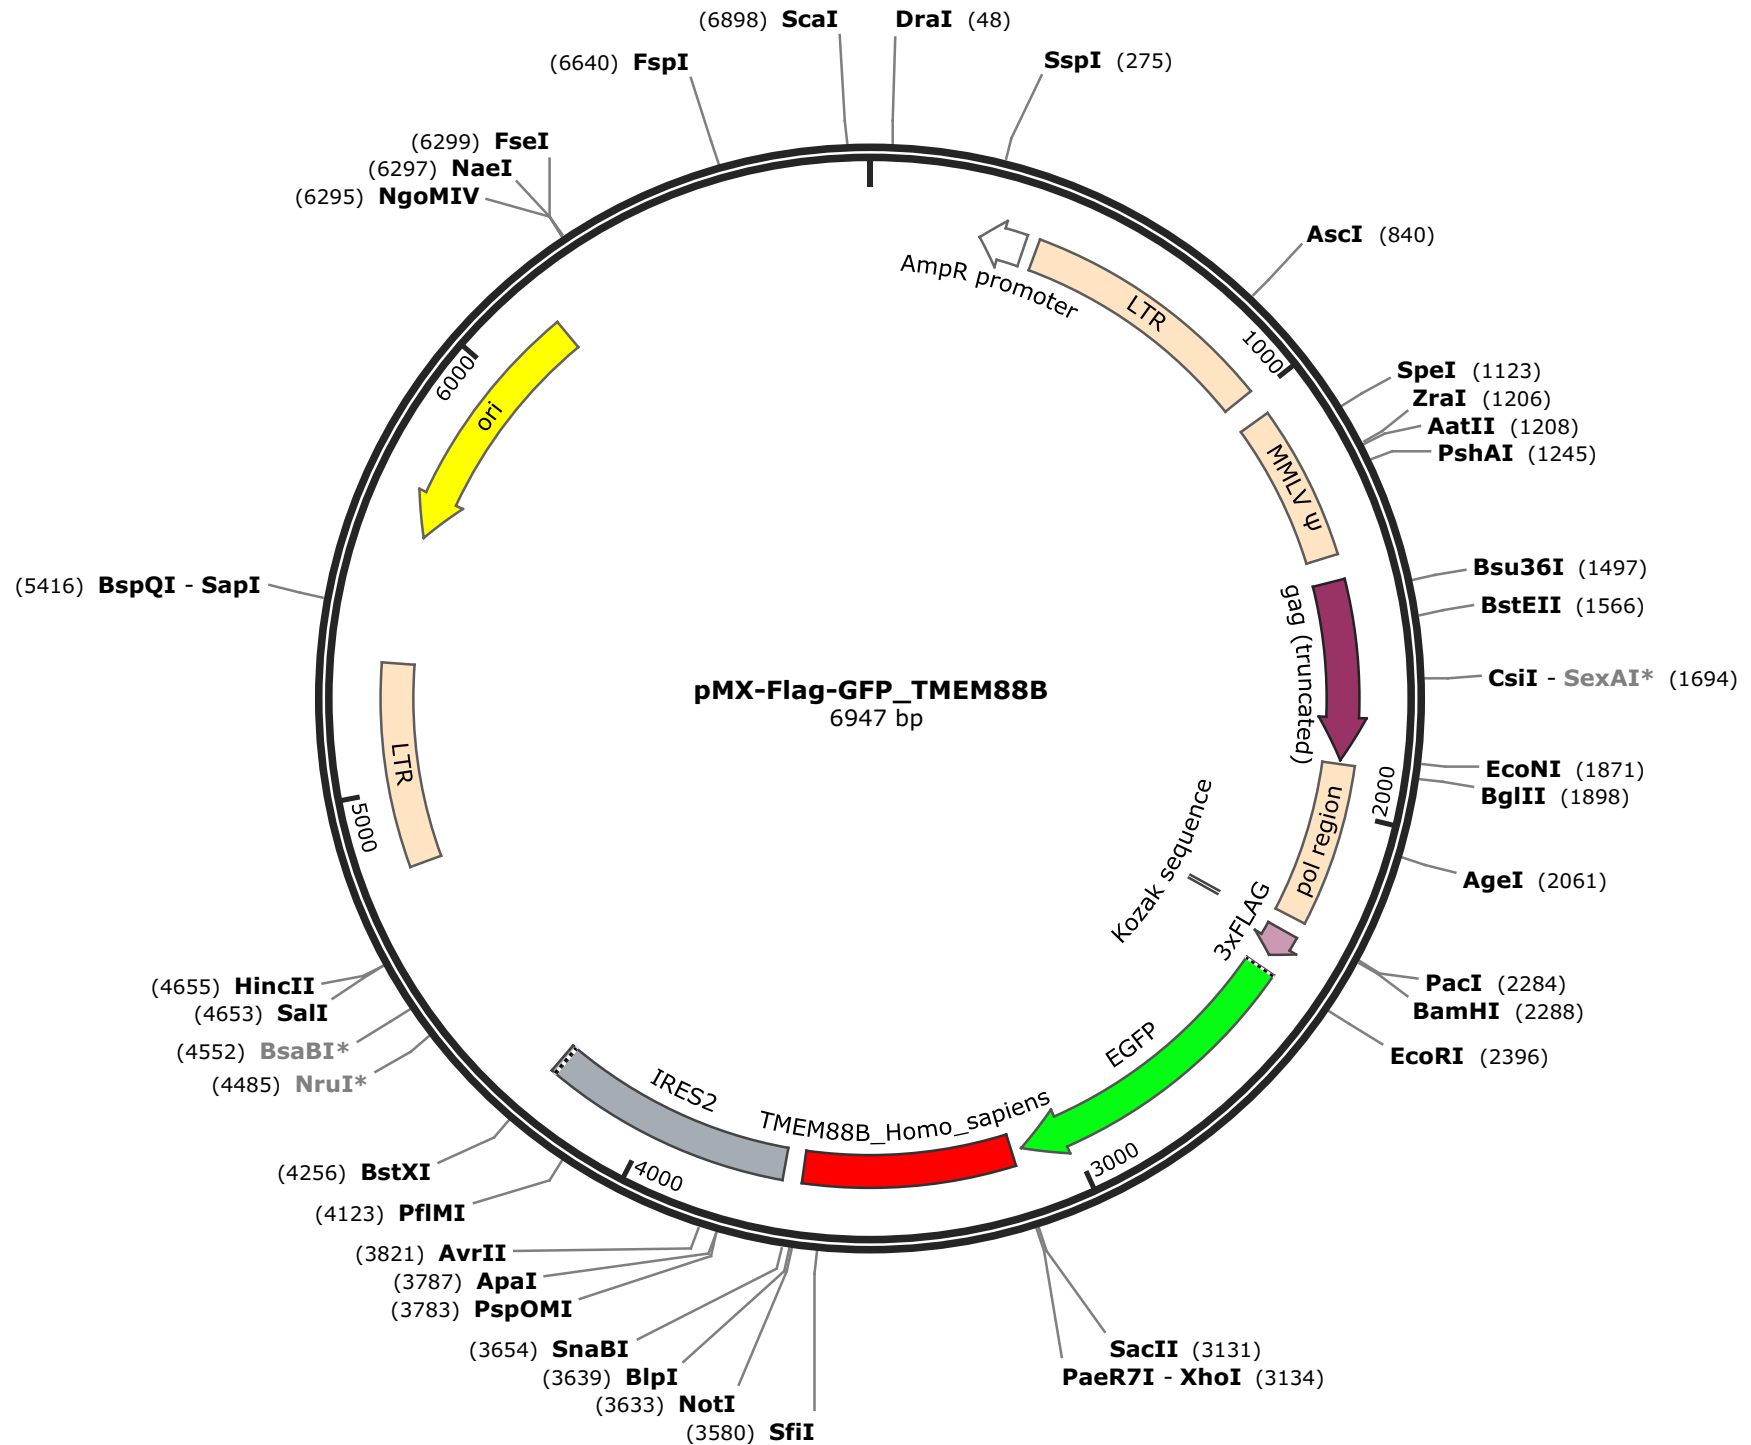 (6898) ScaI
DraI (48)
SspI (275)
(6640) FspI
(6299) FseI
(6297) NaeI
(6295) NgoMIV
AscI (840)
AmpR promoter
LTR
1000
SpeI (1123)
ZraI (1206)
AatII (1208)
PshAI (1245)
6000
ori
MMLV Ψ
Bsu36I (1497)
BstEII (1566)
(5416) BspQI - SapI
gag (truncated)
CsiI - SexAI* (1694)
pMX-Flag-GFP_TMEM88B
6947 bp
LTR
EcoNI (1871)
BglII (1898)
2000
5000
pol region
Kozak sequence
AgeI (2061)
3xFLAG
(4655) HincII
(4653) SalI
PacI (2284)
BamHI (2288)
(4552) BsaBI*
(4485) NruI*
EcoRI (2396)
EGFP
IRES2
TMEM88B_Homo_sapiens
(4256) BstXI
4000
3000
(4123) PflMI
(3821) AvrII
(3787) ApaI
(3783) PspOMI
(3654) SnaBI
SacII (3131)
(3639) BlpI
PaeR7I - XhoI (3134)
(3633) NotI
(3580) SfiI